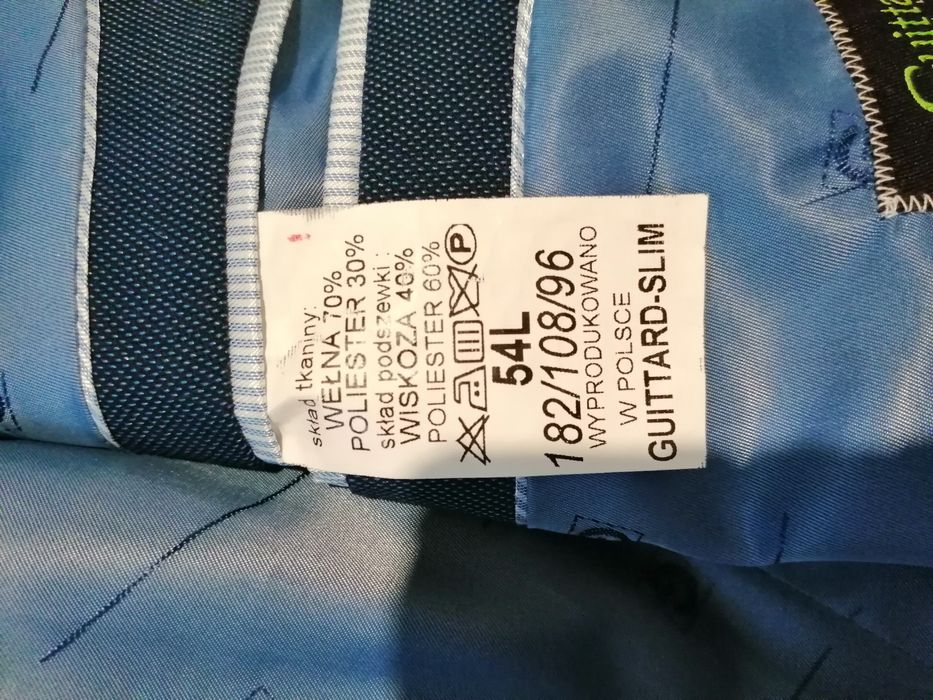 skład tkaniny:
WEŁNA 70%
POLIESTER 30%
skład podszewki :
WISKOZA 40%
POLIESTER 60%
P
54L
182/108/96
WYPRODUKOWANO
W POLSCE
GUITTARD-SLIM